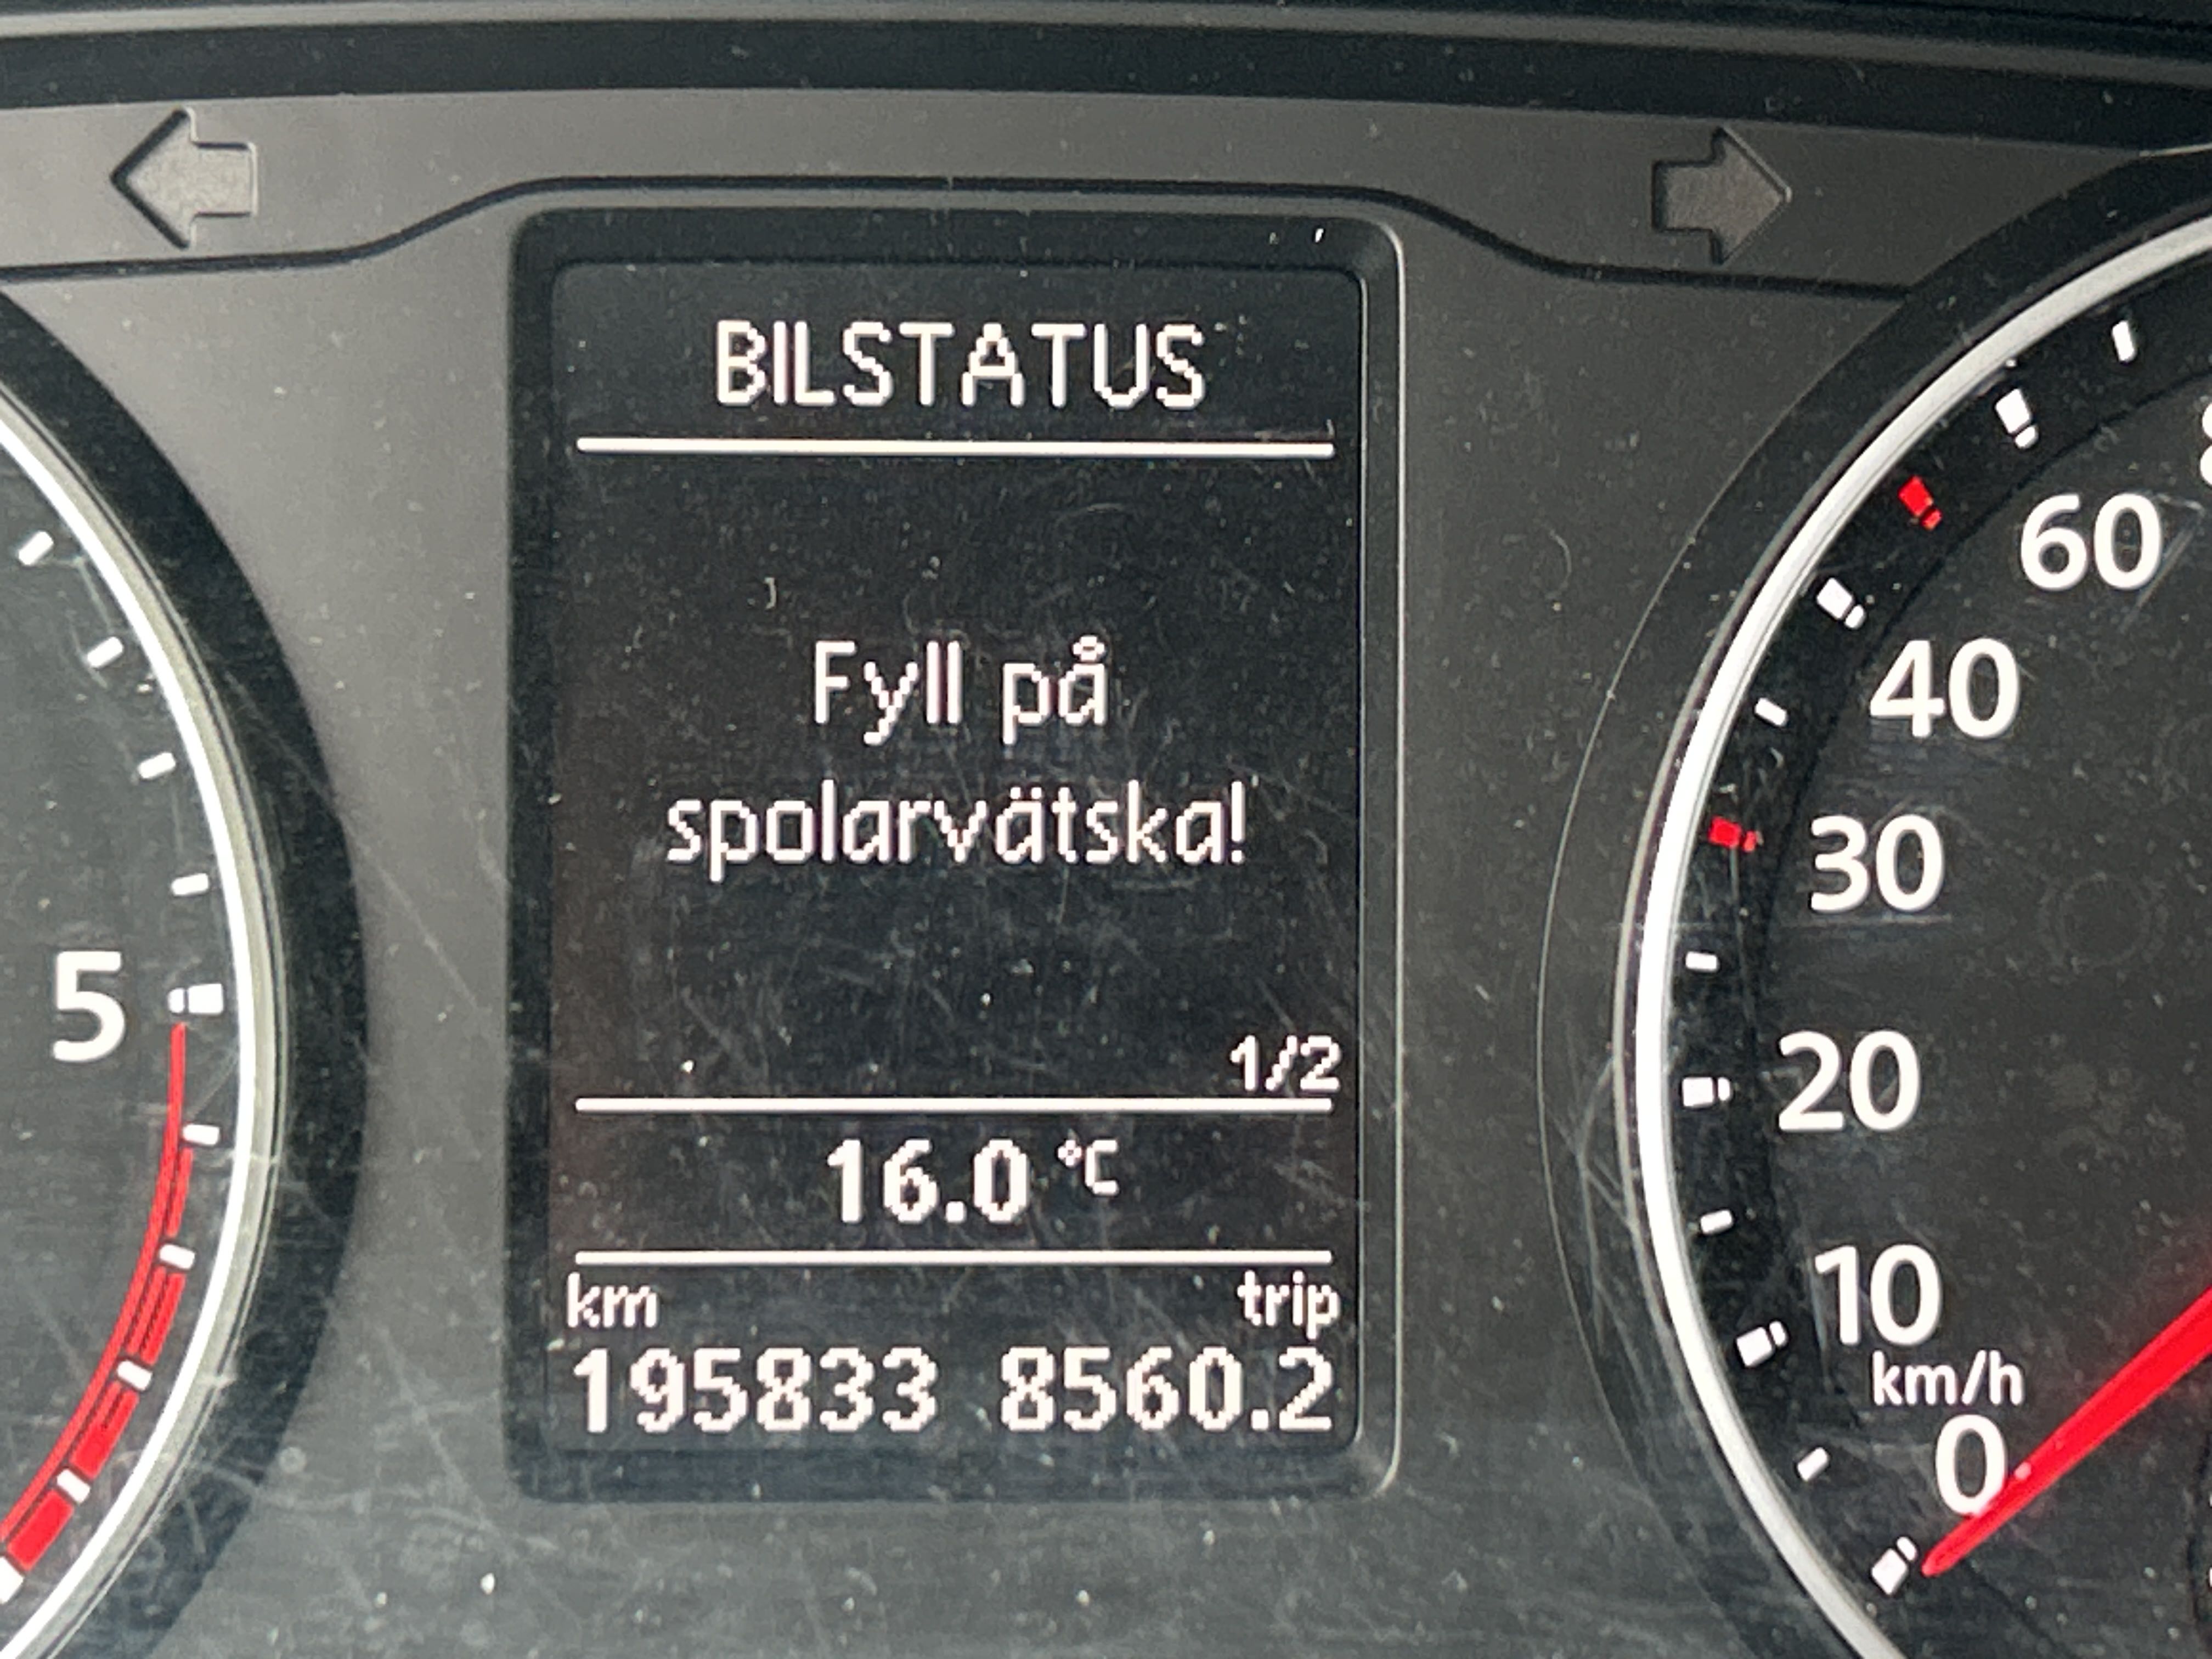 BILSTATUS
Fyll på
spolarvätska!
1/2
16.0 °C
km trip
195833 8560.2
5
60
40
30
20
10
km/h
0